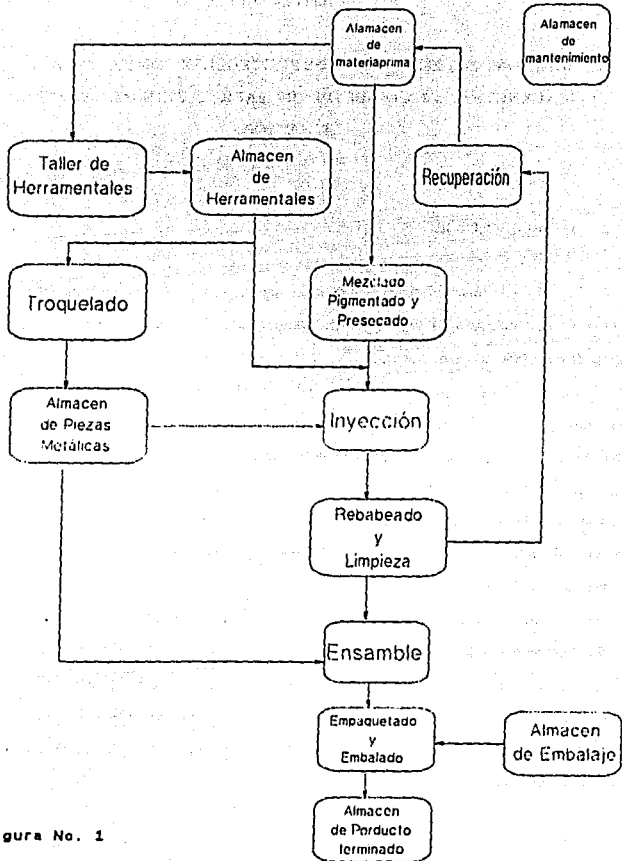 Alamacen
de
materiaprima
Alamacen
de
mantenimiento
Taller de
Herramentales
Almacen
de
Herramentales
Recuperación
Troquelado
Mezclado
Pigmentado y
Presecado
Almacen
de Piezas
Metálicas
Inyección
Rebabeado
y
Limpieza
Ensamble
Empaquetado
y
Embalado
Almacen
de Embalaje
Almacen
de Porducto
terminado
gura No. 1